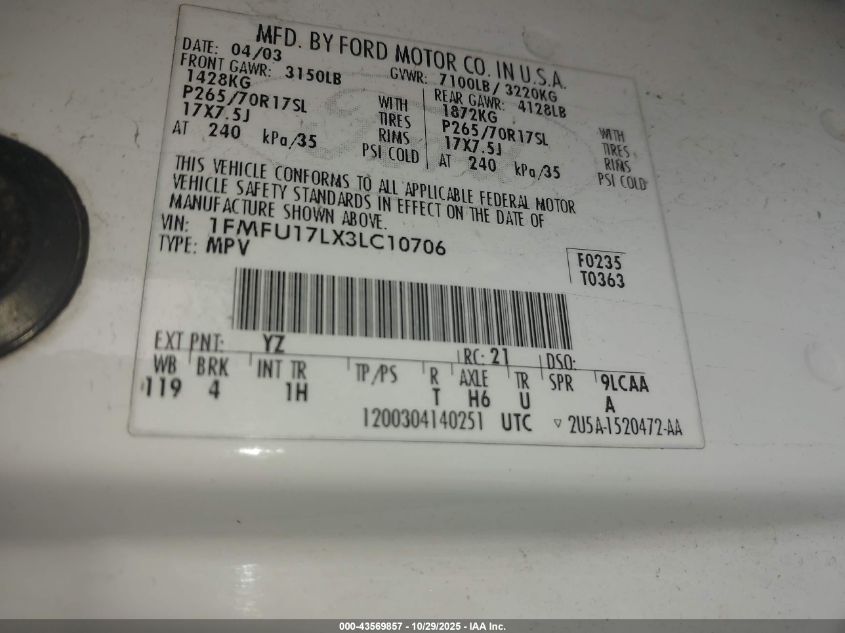 MFD. BY FORD MOTOR CO. IN U.S.A.
DATE: 04/03 GVWR: 7100LB/ 3220KG
FRONT GAWR: 3150LB REAR GAWR: 4128LB
1428KG WITH 1872KG WITH
P265/70R17SL TIRES P265/70R17SL TIRES
17X7.5J RIMS 17X7.5J RIMS
AT 240 kPa/35 PSI COLD AT 240 kPa/35 PSI COLD
THIS VEHICLE CONFORMS TO ALL APPLICABLE FEDERAL MOTOR
VEHICLE SAFETY STANDARDS IN EFFECT ON THE DATE OF
MANUFACTURE SHOWN ABOVE.
VIN: 1FMFU17LX3LC10706
TYPE: MPV
F0235
T0363
EXT PNT: YZ RC: 21 DSO:
WB BRK INT TR TP/PS R AXLE TR SPR 9LCAA
119 4 1H T H6 U A
1200304140251 UTC ▽ 2U5A-1520472-AA
000-43569857 - 10/29/2025 - IAA Inc.